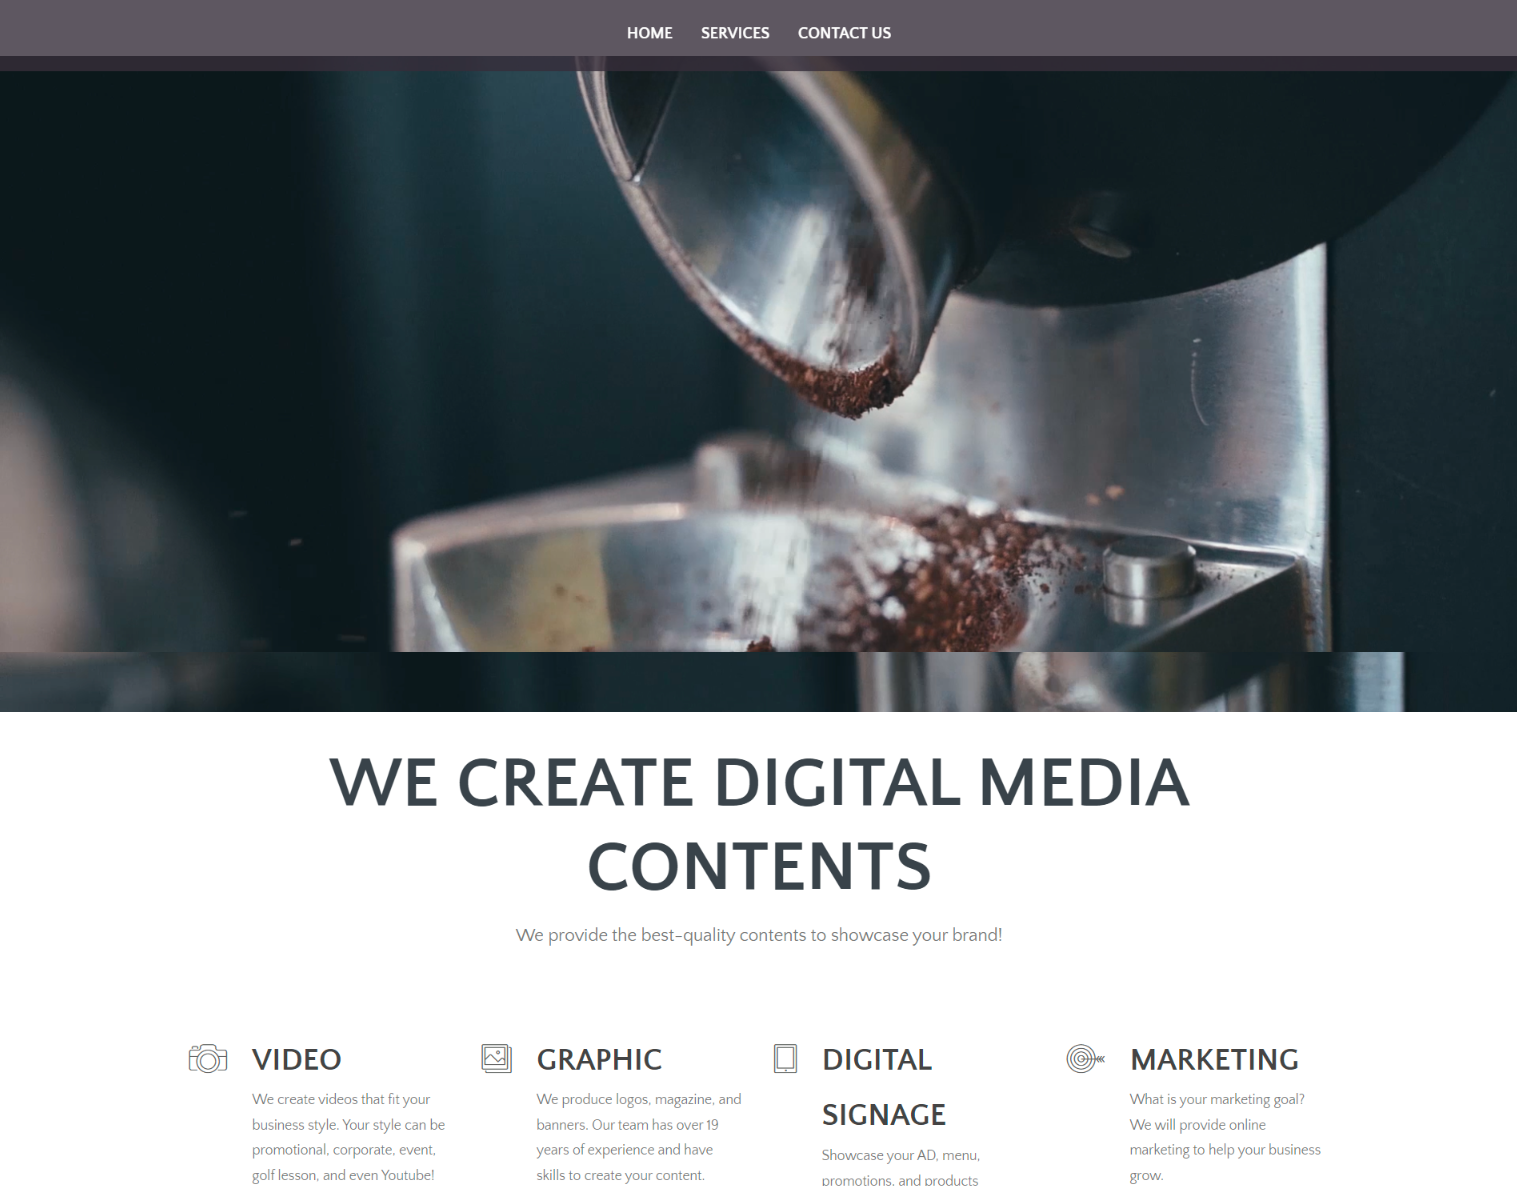 HOME SERVICES CONTACT US
WE CREATE DIGITAL MEDIA
CONTENTS
We provide the best-quality contents to showcase your brand!
VIDEO
We create videos that fit your
business style. Your style can be
promotional, corporate, event,
golf lesson, and even Youtube!
GRAPHIC
We produce logos, magazine, and
banners. Our team has over 19
years of experience and have
skills to create your content.
DIGITAL
SIGNAGE
Showcase your AD, menu,
promotions, and products
MARKETING
What is your marketing goal?
We will provide online
marketing to help your business
grow.